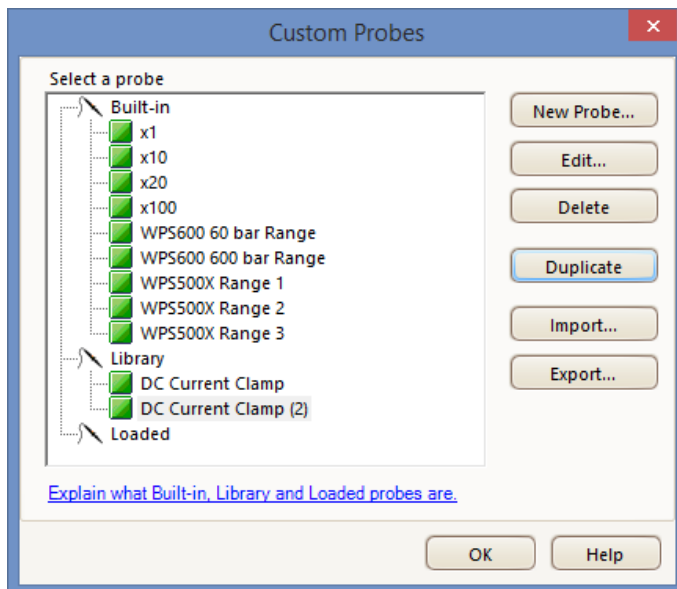 Custom Probes
Select a probe
Built-in
x1
x10
x20
x100
WPS600 60 bar Range
WPS600 600 bar Range
WPS500X Range 1
WPS500X Range 2
WPS500X Range 3
Library
DC Current Clamp
DC Current Clamp (2)
Loaded
New Probe...
Edit...
Delete
Duplicate
Import...
Export...
Explain what Built-in, Library and Loaded probes are.
OK
Help